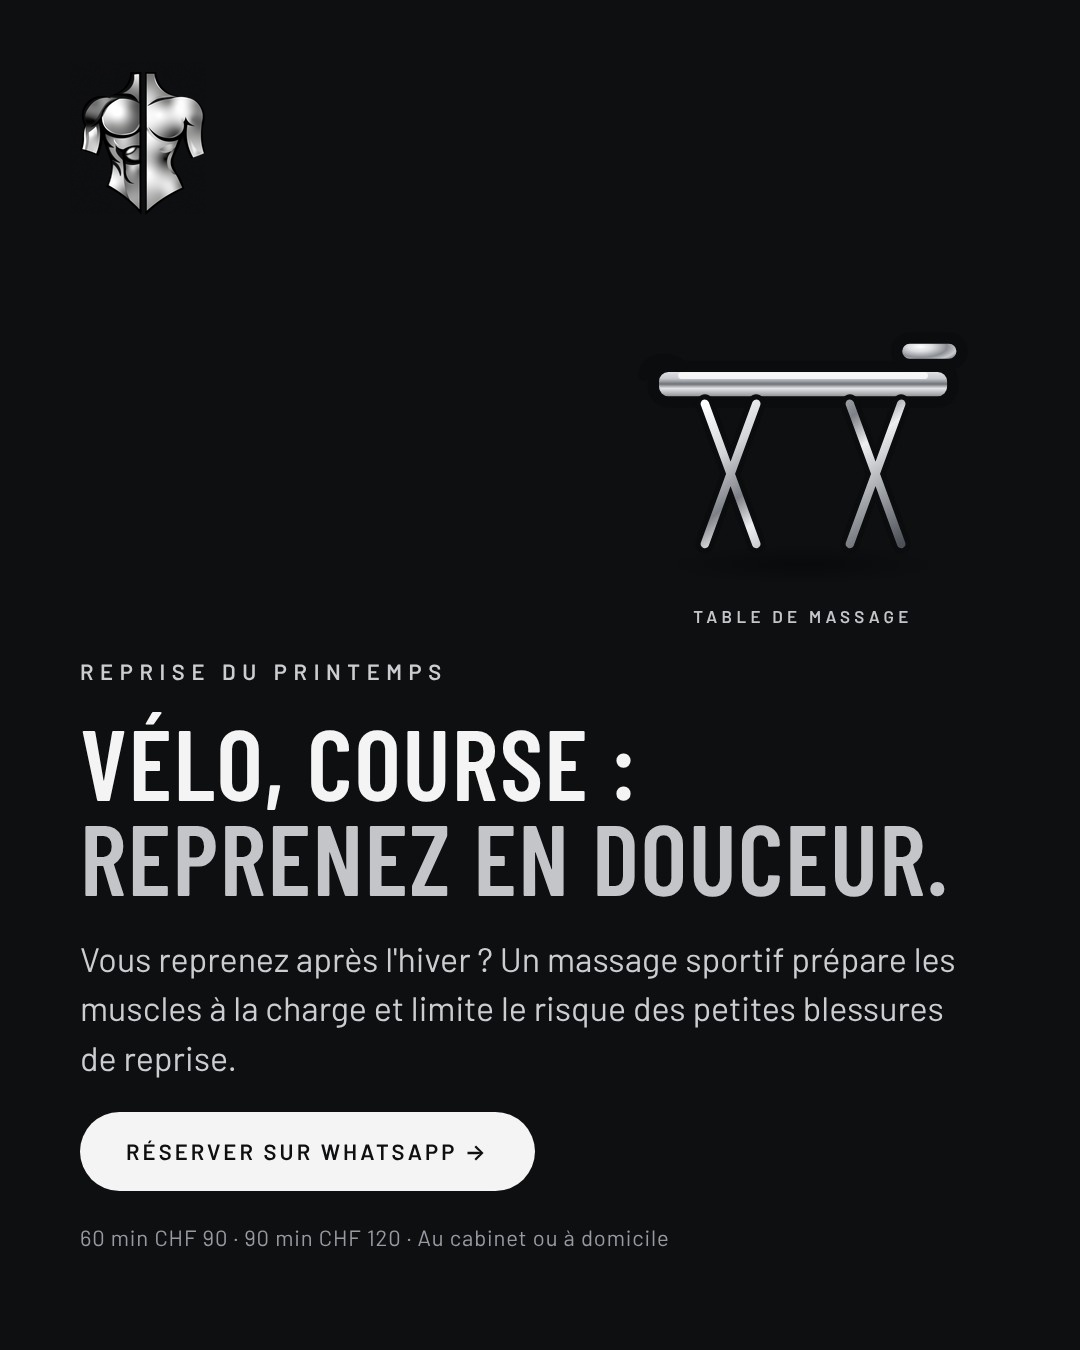 TABLE DE MASSAGE
REPRISE DU PRINTEMPS
VÉLO, COURSE :
REPRENEZ EN DOUCEUR.
Vous reprenez après l'hiver ? Un massage sportif prépare les
muscles à la charge et limite le risque des petites blessures
de reprise.
RÉSERVER SUR WHATSAPP →
60 min CHF 90 · 90 min CHF 120 · Au cabinet ou à domicile